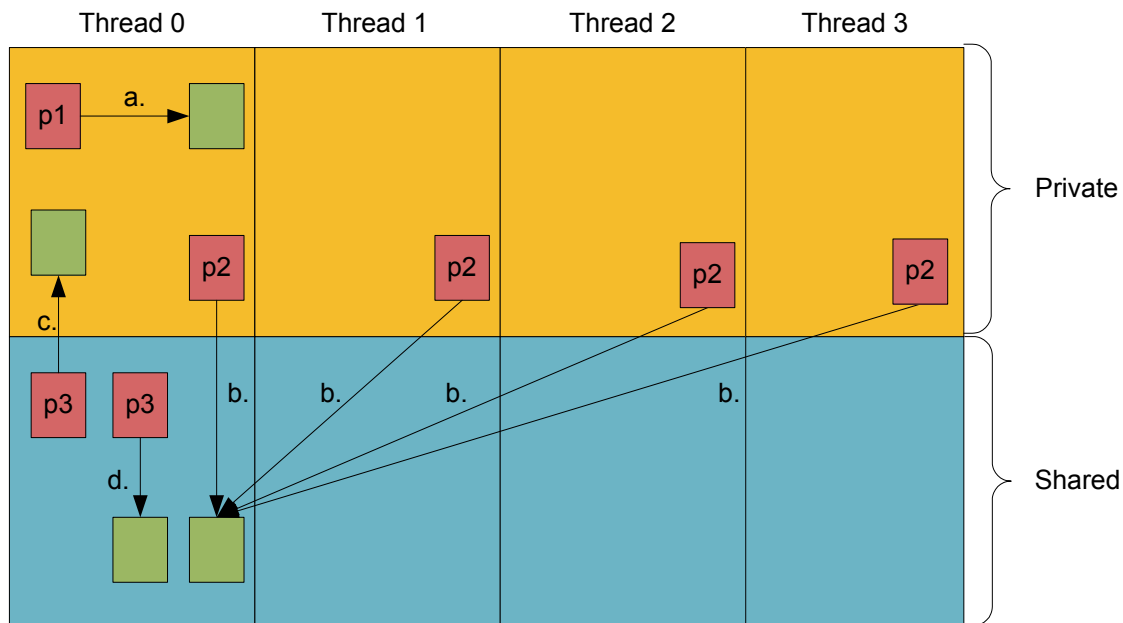 Thread 0
Thread 1
Thread 2
Thread 3
p1
a.
Private
p2
p2
p2
p2
c.
p3
p3
b.
b.
b.
b.
d.
Shared